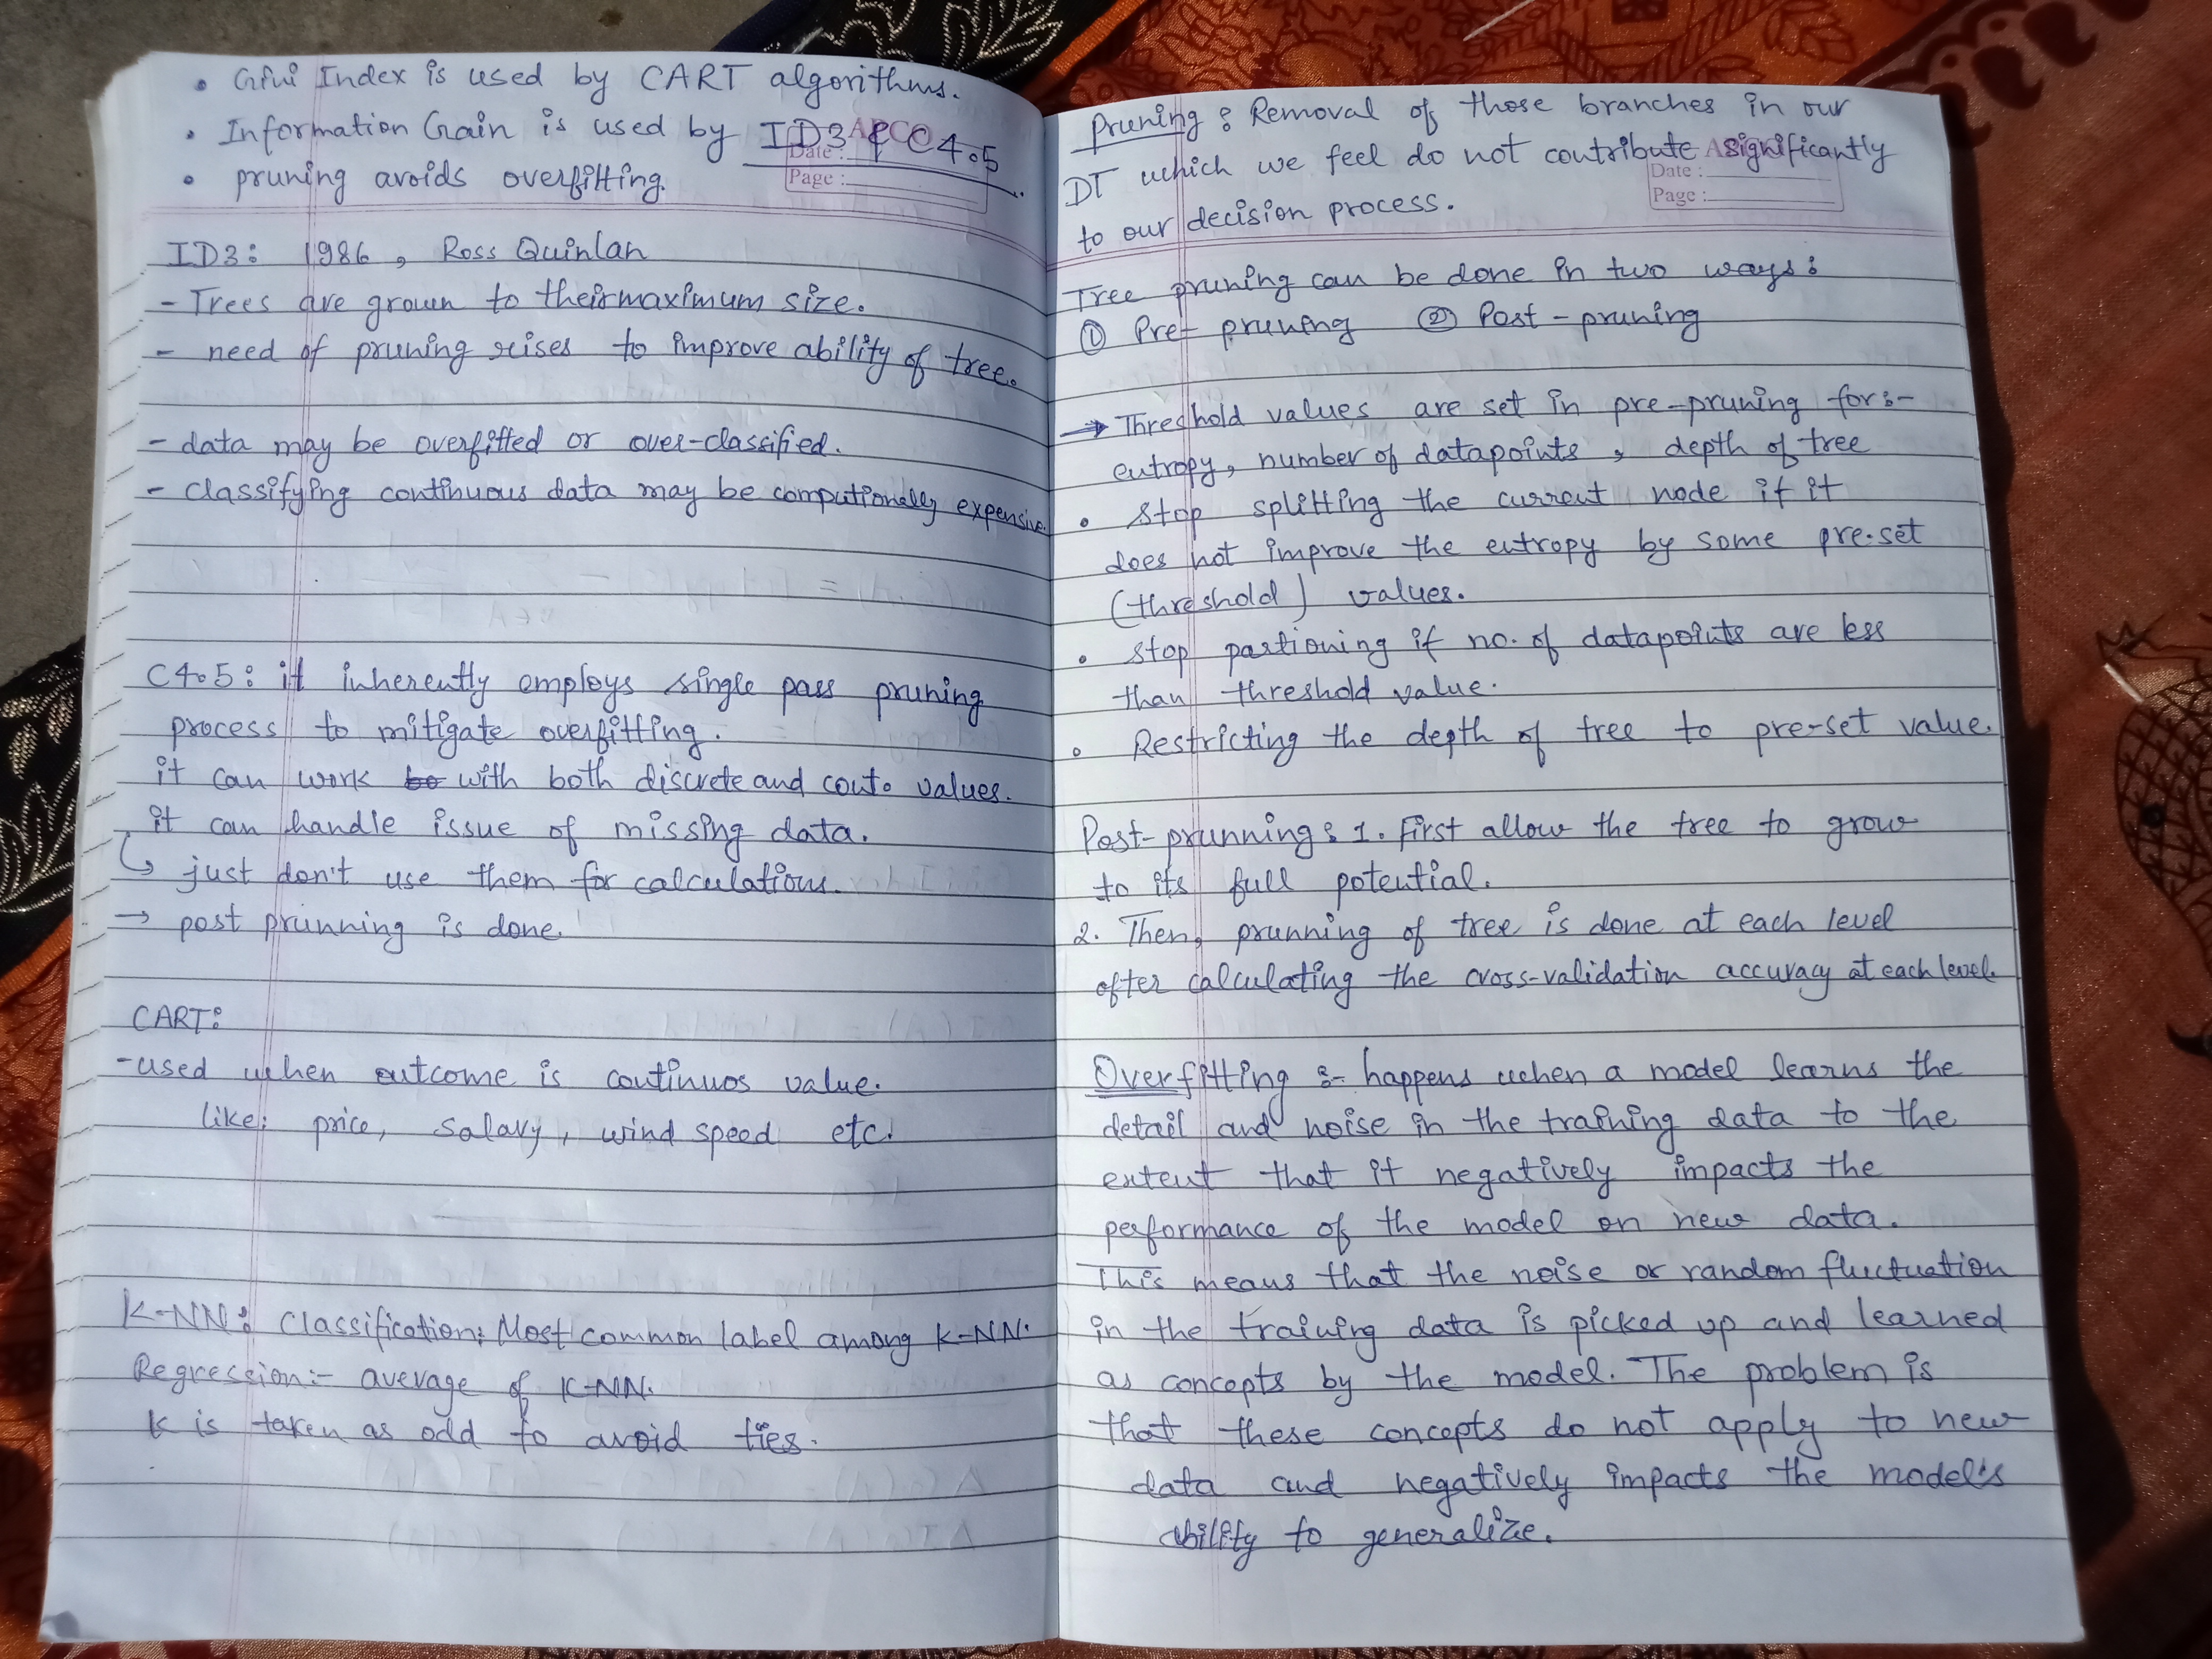 • Gini Index is used by CART algorithms.
• Information Gain is used by ID3 & C4.5
• pruning avoids overfitting.
Date :
Page :
ID3: 1986, Ross Quinlan
- Trees are grown to their maximum size.
- need of pruning rises to improve ability of tree.
- data may be overfitted or over-classified.
- classifying continuous data may be computionally expensive.
C4.5: it inherently employs single pass pruning
process to mitigate overfitting.
it can work with both discrete and cont. values.
it can handle issue of missing data.
↳ just don't use them for calculations.
→ post prunning is done.
CART:
- used when outcome is continuos value.
like: price, salary, wind speed etc.
K-NN: Classification: Most common label among K-NN.
Regression:- average of K-NN.
K is taken as odd to avoid ties.
Pruning: Removal of those branches in our
DT which we feel do not contribute significantly
Date :
Page :
to our decision process.
Tree pruning can be done in two ways:
① Pre-pruning ② Post-pruning
→ Threshold values are set in pre-pruning for:-
entropy, number of datapoints, depth of tree
• Stop splitting the current node if it
does not improve the entropy by some pre-set
(threshold) values.
• Stop partioning if no. of datapoints are less
than threshold value.
• Restricting the depth of tree to pre-set value.
Post-prunning: 1. First allow the tree to grow
to its full potential.
2. Then, prunning of tree is done at each level
after calculating the cross-validation accuracy at each level.
Overfitting :- happens when a model learns the
detail and noise in the training data to the
extent that it negatively impacts the
performance of the model on new data.
This means that the noise or random fluctuation
in the training data is picked up and learned
as concepts by the model. The problem is
that these concepts do not apply to new
data and negatively impacts the model's
ability to generalize.